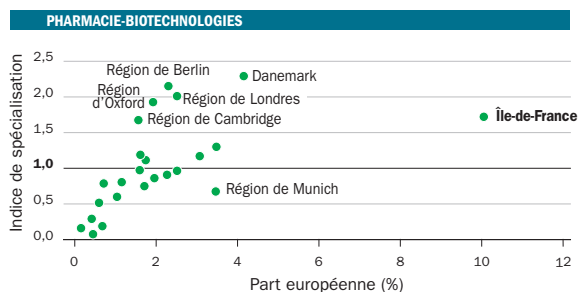 PHARMACIE-BIOTECHNOLOGIES
Indice de spécialisation
2,5
2,0
1,5
1,0
0,5
0,0
Région de Berlin
Danemark
Région
d'Oxford
Région de Londres
Région de Cambridge
Île-de-France
Région de Munich
0
2
4
6
8
10
12
Part européenne (%)